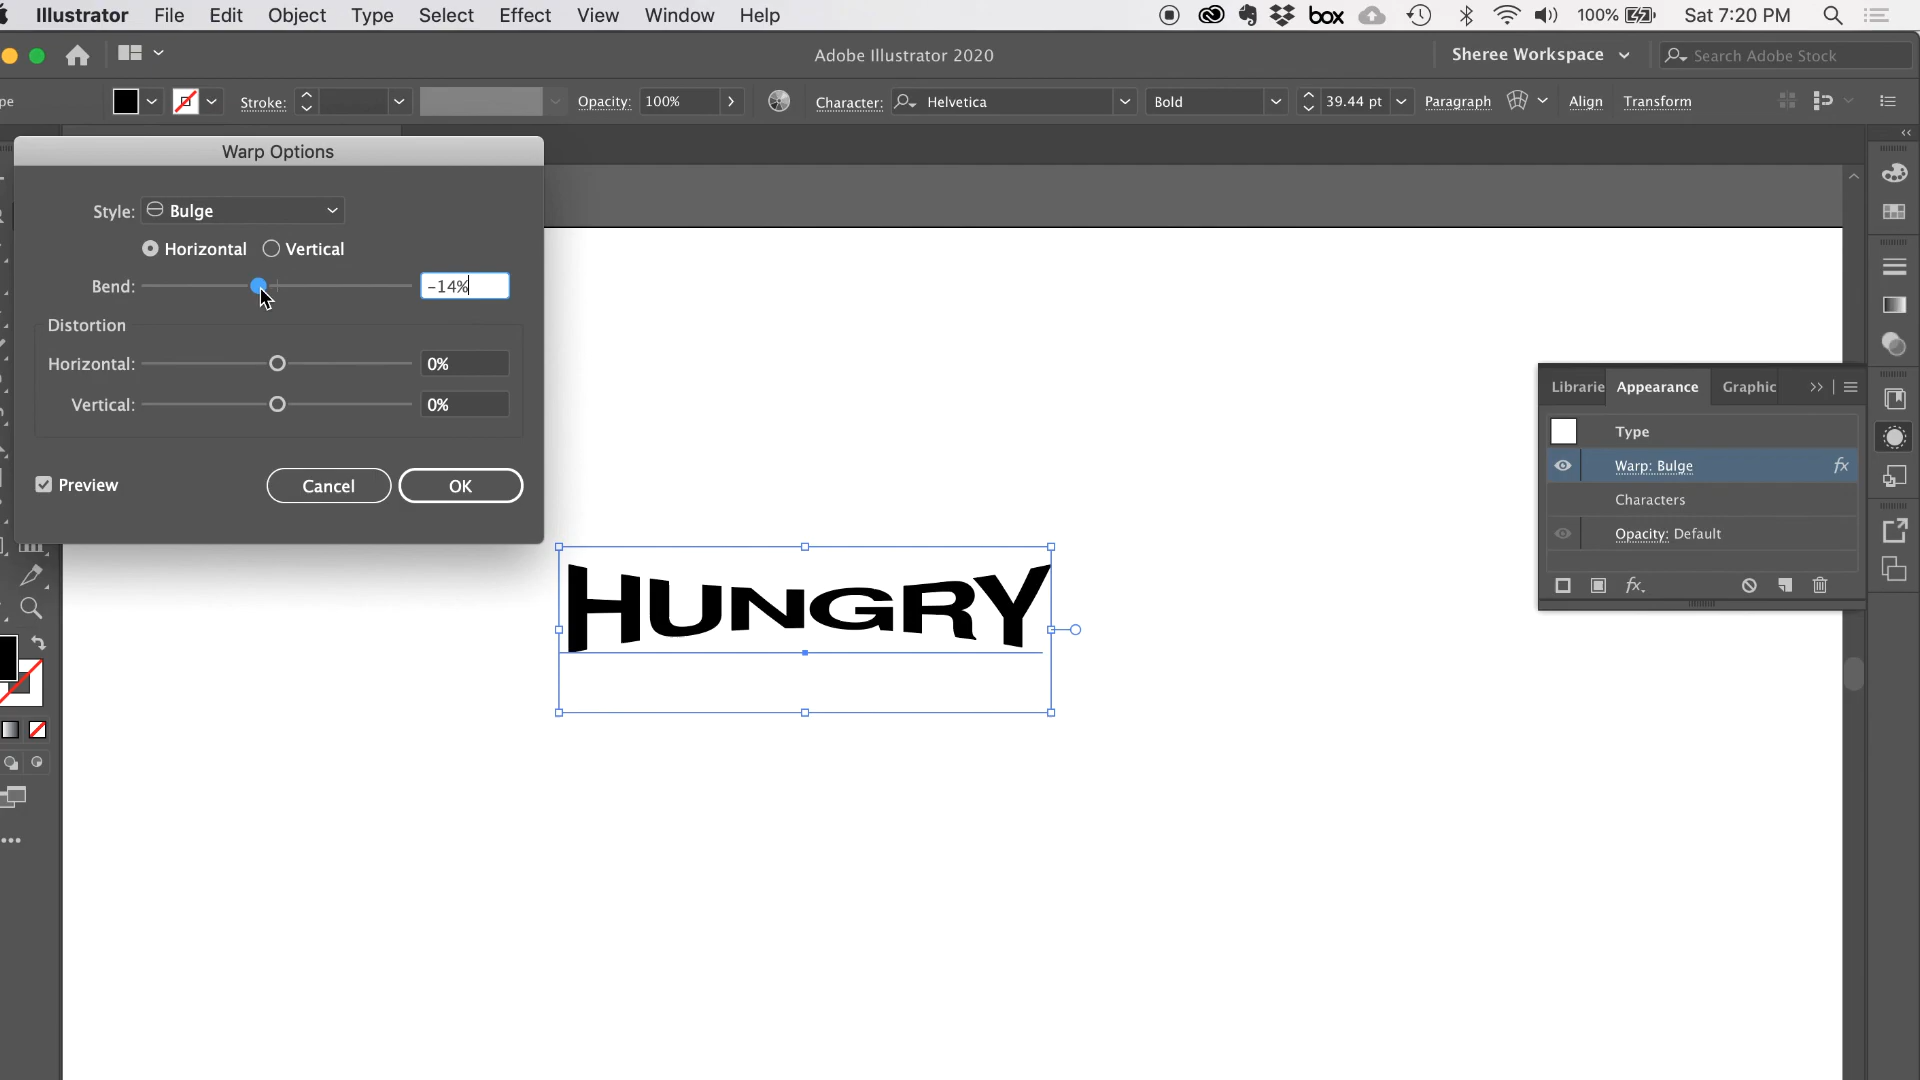 Illustrator File Edit Object Type Select Effect View Window Help box 100% Sat 7:20 PM
Adobe Illustrator 2020 Sheree Workspace Search Adobe Stock
pe Stroke: Opacity: 100% Character: Helvetica Bold 39.44 pt Paragraph Align Transform
Warp Options
Style: Bulge
Horizontal Vertical
Bend: -14%
Distortion
Horizontal: 0%
Vertical: 0%
Preview Cancel OK
Librarie Appearance Graphic
Type
Warp: Bulge fx
Characters
Opacity: Default
fx
HUNGRY